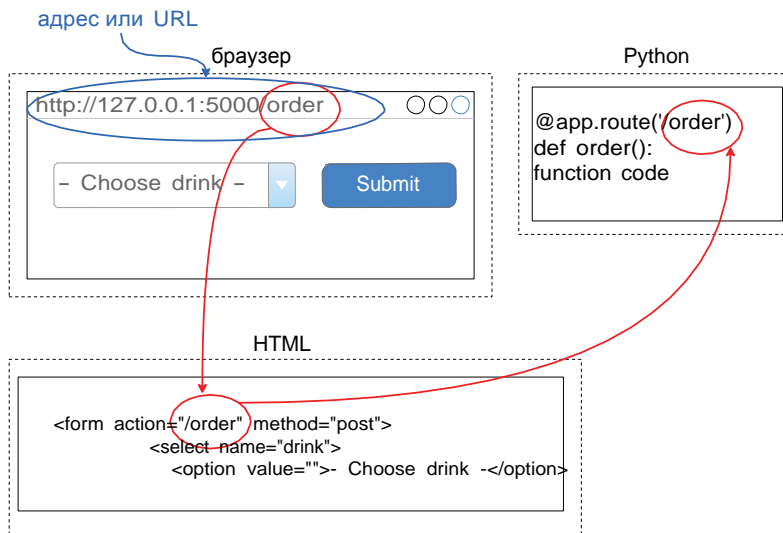 адрес или URL
браузер
http://127.0.0.1:5000/order
- Choose drink -
Submit
Python
@app.route('/order')
def order():
function code
HTML
<form action="/order" method="post">
<select name="drink">
<option value="">- Choose drink -</option>